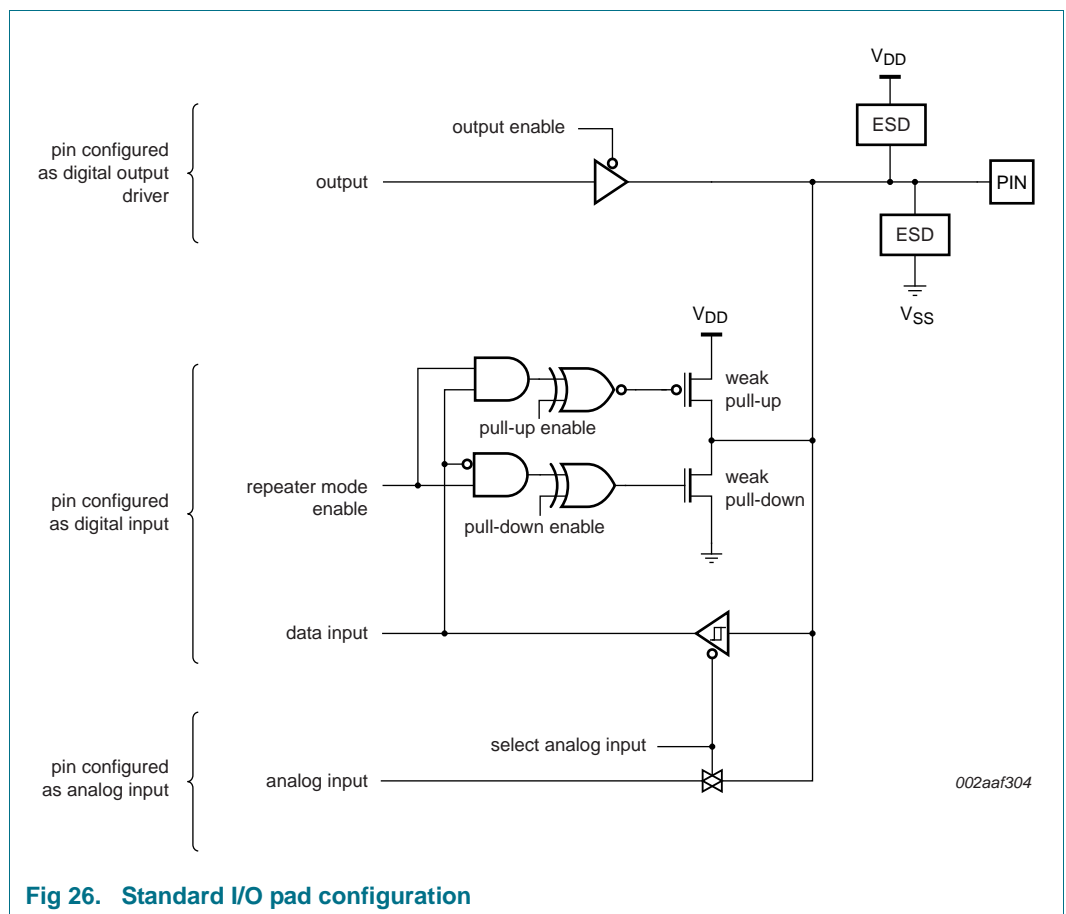 VDD
ESD
pin configured
as digital output
driver
output enable
output
PIN
ESD
VSS
VDD
weak
pull-up
pull-up enable
pin configured
as digital input
repeater mode
enable
weak
pull-down
pull-down enable
data input
select analog input
pin configured
as analog input
analog input
002aaf304
Fig 26. Standard I/O pad configuration